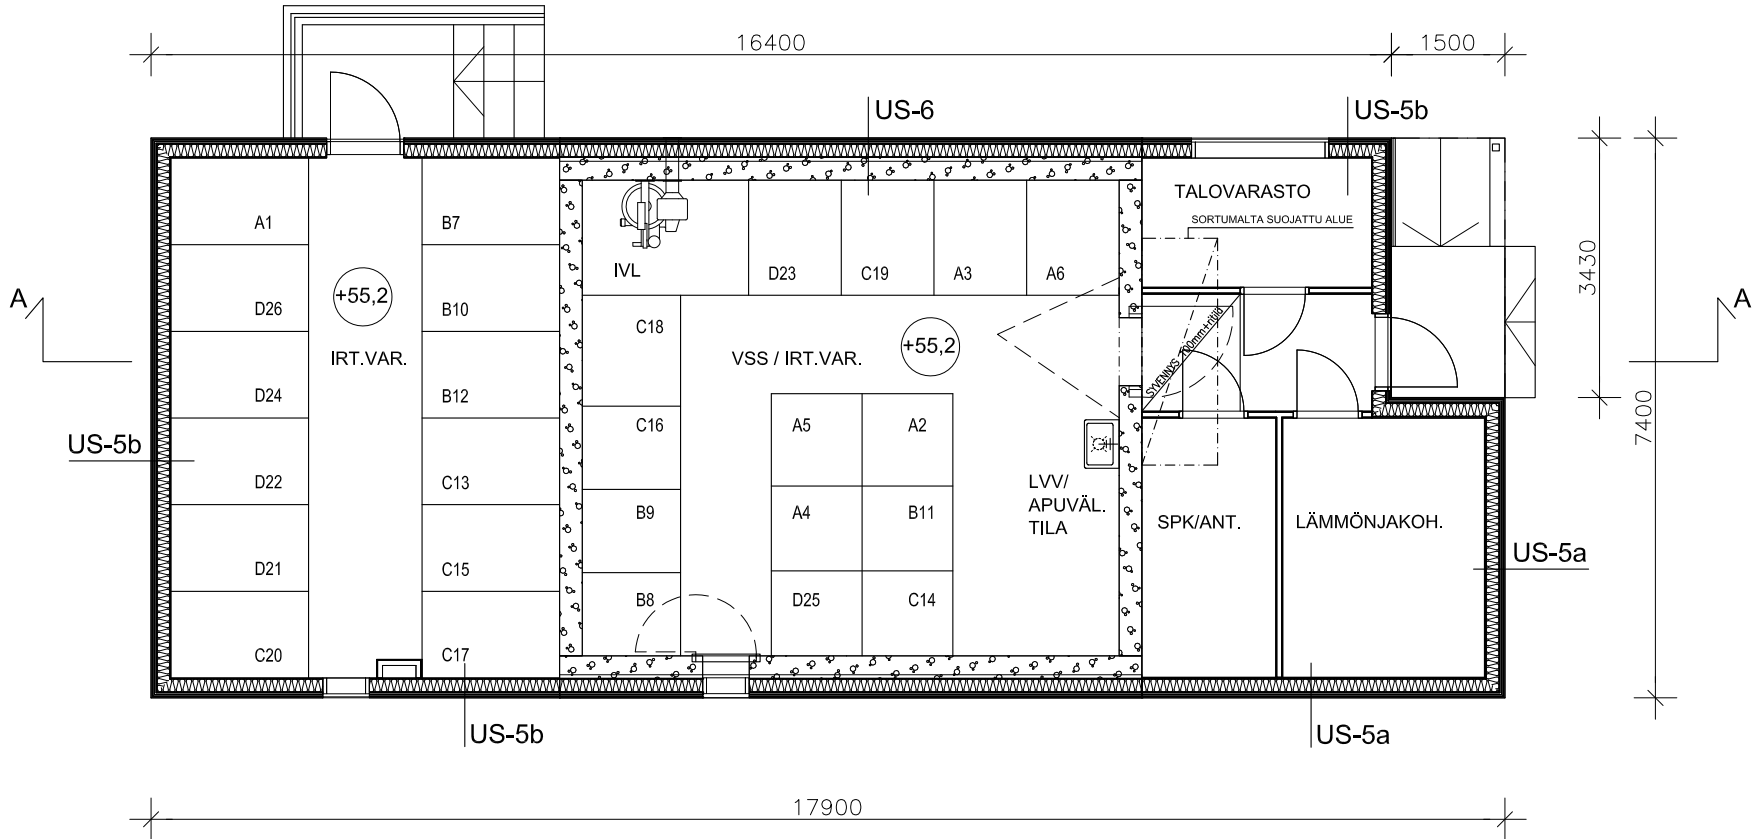 16400
1500
US-6
US-5b
TALOVARASTO
SORTUMALTA SUOJATTU ALUE
A1
B7
IVL
D23
C19
A3
A6
3430
7400
A
A
+55,2
D26
B10
C18
IRT.VAR.
VSS / IRT.VAR.
+55,2
SYVENNYS 100mm+ritilä
D24
B12
C16
A5
A2
US-5b
D22
C13
LVV/
APUVÄL.
TILA
B9
A4
B11
SPK/ANT.
LÄMMÖNJAKOH.
US-5a
D21
C15
B8
D25
C14
C20
C17
US-5b
US-5a
17900